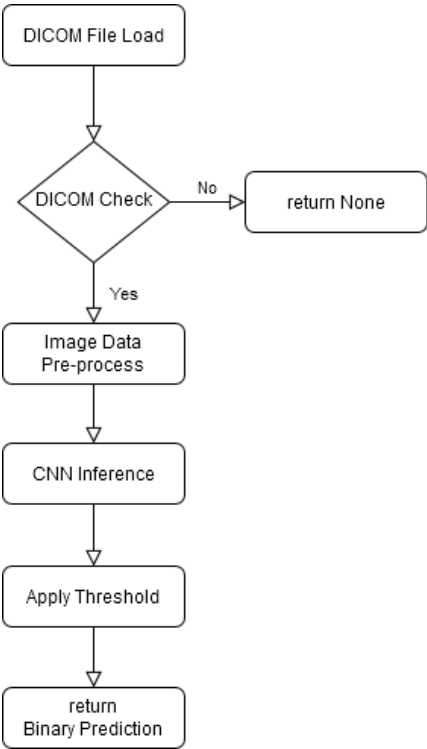 DICOM File Load
DICOM Check
No
return None
Yes
Image Data
Pre-process
CNN Inference
Apply Threshold
return
Binary Prediction